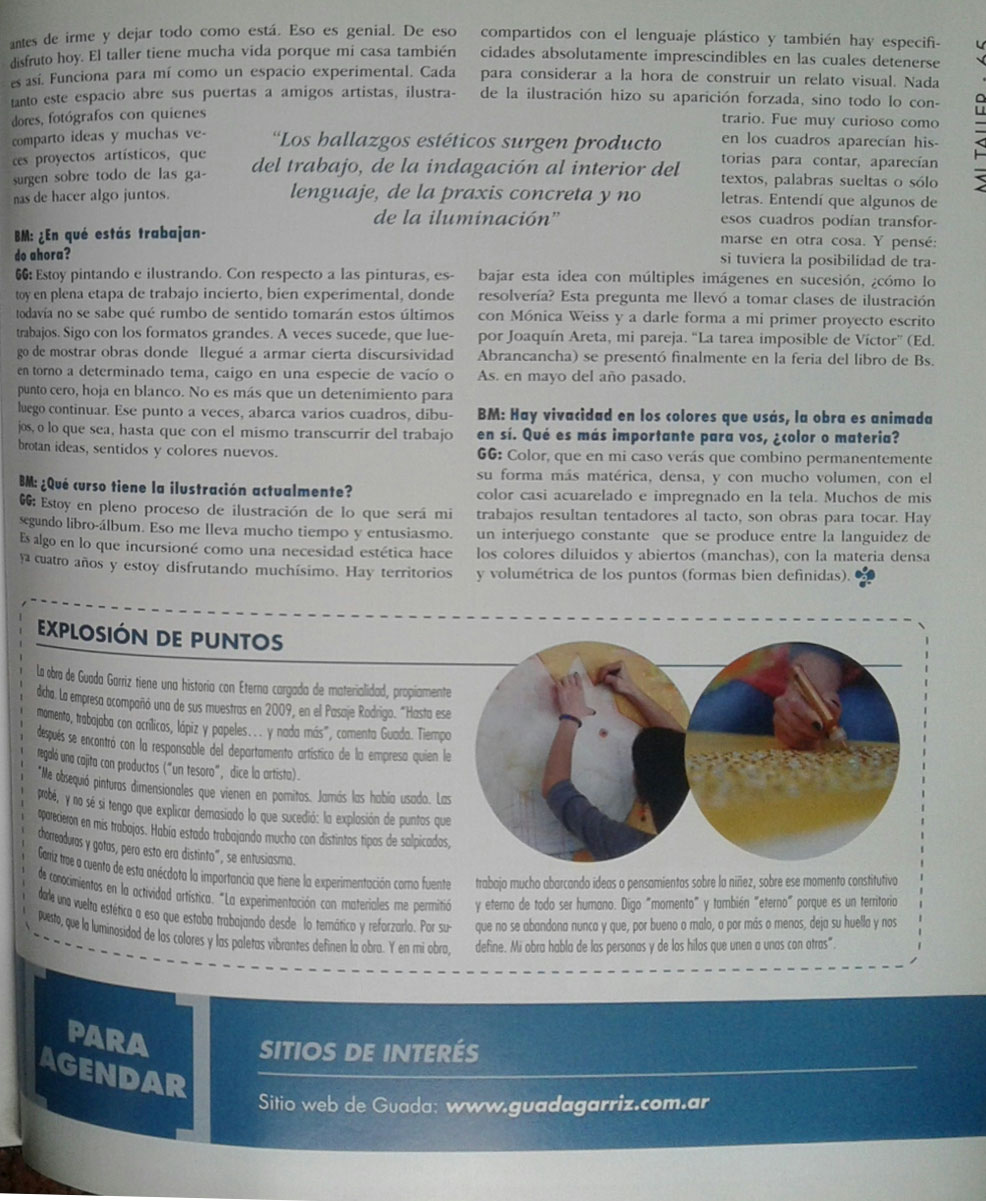 antes de irme y dejar todo como está. Eso es genial. De eso
disfruto hoy. El taller tiene mucha vida porque mi casa también
es así. Funciona para mí como un espacio experimental. Cada
tanto este espacio abre sus puertas a amigos artistas, ilustra-
dores, fotógrafos con quienes
comparto ideas y muchas ve-
ces proyectos artísticos, que
surgen sobre todo de las ga-
nas de hacer algo juntos.
BM: ¿En qué estás trabajan-
do ahora?
GG: Estoy pintando e ilustrando. Con respecto a las pinturas, es-
toy en plena etapa de trabajo incierto, bien experimental, donde
todavía no se sabe qué rumbo de sentido tomarán estos últimos
trabajos. Sigo con los formatos grandes. A veces sucede, que lue-
go de mostrar obras donde llegué a armar cierta discursividad
en torno a determinado tema, caigo en una especie de vacío o
punto cero, hoja en blanco. No es más que un detenimiento para
luego continuar. Ese punto a veces, abarca varios cuadros, dibu-
jos, o lo que sea, hasta que con el mismo transcurrir del trabajo
brotan ideas, sentidos y colores nuevos.
BM: ¿Qué curso tiene la ilustración actualmente?
GG: Estoy en pleno proceso de ilustración de lo que será mi
segundo libro-álbum. Eso me lleva mucho tiempo y entusiasmo.
Es algo en lo que incursioné como una necesidad estética hace
ya cuatro años y estoy disfrutando muchísimo. Hay territorios
“Los hallazgos estéticos surgen producto
del trabajo, de la indagación al interior del
lenguaje, de la praxis concreta y no
de la iluminación”
compartidos con el lenguaje plástico y también hay especifi-
cidades absolutamente imprescindibles en las cuales detenerse
para considerar a la hora de construir un relato visual. Nada
de la ilustración hizo su aparición forzada, sino todo lo con-
trario. Fue muy curioso como
en los cuadros aparecían his-
torias para contar, aparecían
textos, palabras sueltas o sólo
letras. Entendí que algunos de
esos cuadros podían transfor-
marse en otra cosa. Y pensé:
si tuviera la posibilidad de tra-
bajar esta idea con múltiples imágenes en sucesión, ¿cómo lo
resolvería? Esta pregunta me llevó a tomar clases de ilustración
con Mónica Weiss y a darle forma a mi primer proyecto escrito
por Joaquín Areta, mi pareja. “La tarea imposible de Víctor” (Ed.
Abrancancha) se presentó finalmente en la feria del libro de Bs.
As. en mayo del año pasado.
BM: Hay vivacidad en los colores que usás, la obra es animada
en sí. Qué es más importante para vos, ¿color o materia?
GG: Color, que en mi caso verás que combino permanentemente
su forma más matérica, densa, y con mucho volumen, con el
color casi acuarelado e impregnado en la tela. Muchos de mis
trabajos resultan tentadores al tacto, son obras para tocar. Hay
un interjuego constante que se produce entre la languidez de
los colores diluidos y abiertos (manchas), con la materia densa
y volumétrica de los puntos (formas bien definidas).
MI TALLER · 65
EXPLOSIÓN DE PUNTOS
La obra de Guada Garriz tiene una historia con Eterna cargada de materialidad, propiamente
dicha. La empresa acompañó una de sus muestras en 2009, en el Pasaje Rodrigo. “Hasta ese
momento, trabajaba con acrílicos, lápiz y papeles... y nada más”, comenta Guada. Tiempo
después se encontró con la responsable del departamento artístico de la empresa quien le
regaló una cajita con productos (“un tesoro”, dice la artista).
“Me obsequió pinturas dimensionales que vienen en pomitos. Jamás las había usado. Las
probé, y no sé si tengo que explicar demasiado lo que sucedió: la explosión de puntos que
aparecieron en mis trabajos. Había estado trabajando mucho con distintos tipos de salpicados,
chorreaduras y gotas, pero esto era distinto”, se entusiasma.
Garriz trae a cuento de esta anécdota la importancia que tiene la experimentación como fuente
de conocimientos en la actividad artística. “La experimentación con materiales me permitió
darle una vuelta estética a eso que estaba trabajando desde lo temático y reforzarlo. Por su-
puesto, que la luminosidad de los colores y las paletas vibrantes definen la obra. Y en mi obra,
trabajo mucho abarcando ideas o pensamientos sobre la niñez, sobre ese momento constitutivo
y eterno de todo ser humano. Digo “momento” y también “eterno” porque es un territorio
que no se abandona nunca y que, por bueno o malo, o por más o menos, deja su huella y nos
define. Mi obra habla de las personas y de los hilos que unen a unas con otras”.
PARA
AGENDAR
SITIOS DE INTERÉS
Sitio web de Guada: www.guadagarriz.com.ar